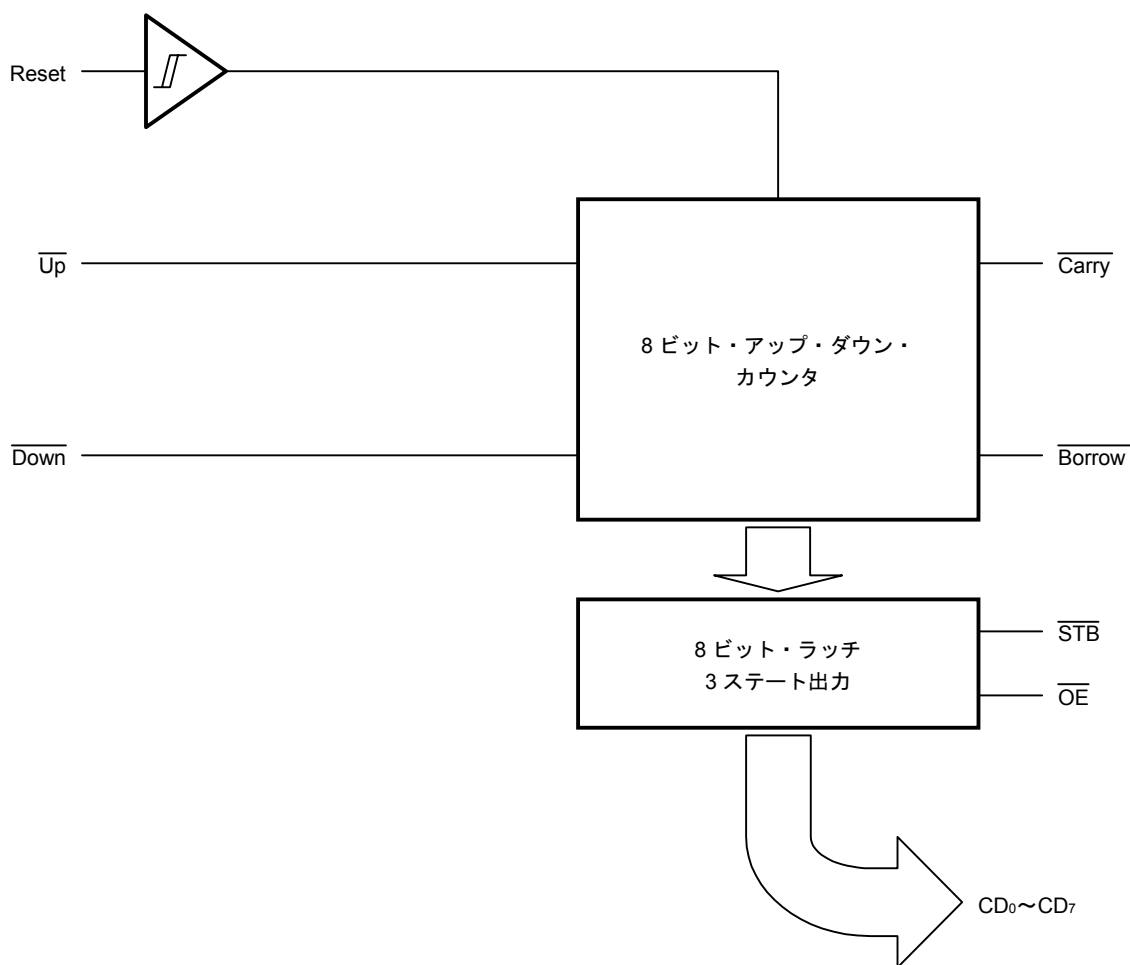 Reset
Up
Carry
8 ビット・アップ・ダウン・
カウンタ
Down
Borrow
8 ビット・ラッチ
3 ステート出力
STB
OE
CD0～CD7